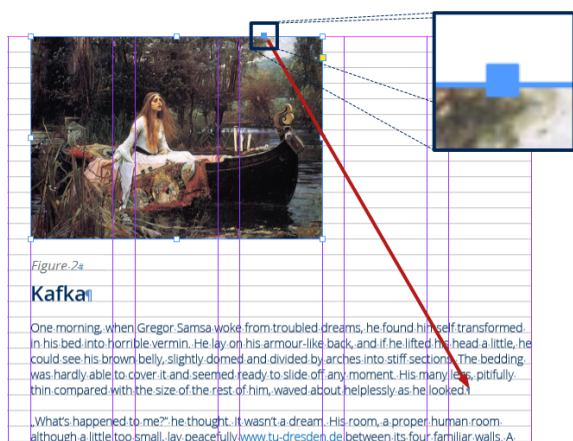 Figure 2#
Kafka¶
One morning, when Gregor Samsa woke from troubled dreams, he found himself transformed
in his bed into horrible vermin. He lay on his armour-like back, and if he lifted his head a little, he
could see his brown belly, slightly domed and divided by arches into stiff sections. The bedding
was hardly able to cover it and seemed ready to slide off any moment. His many legs, pitifully
thin compared with the size of the rest of him, waved about helplessly as he looked.¶
„What's happened to me?" he thought. It wasn't a dream. His room, a proper human room
although a little too small, lay peacefully www.tu-dresden.de between its four familiar walls. A